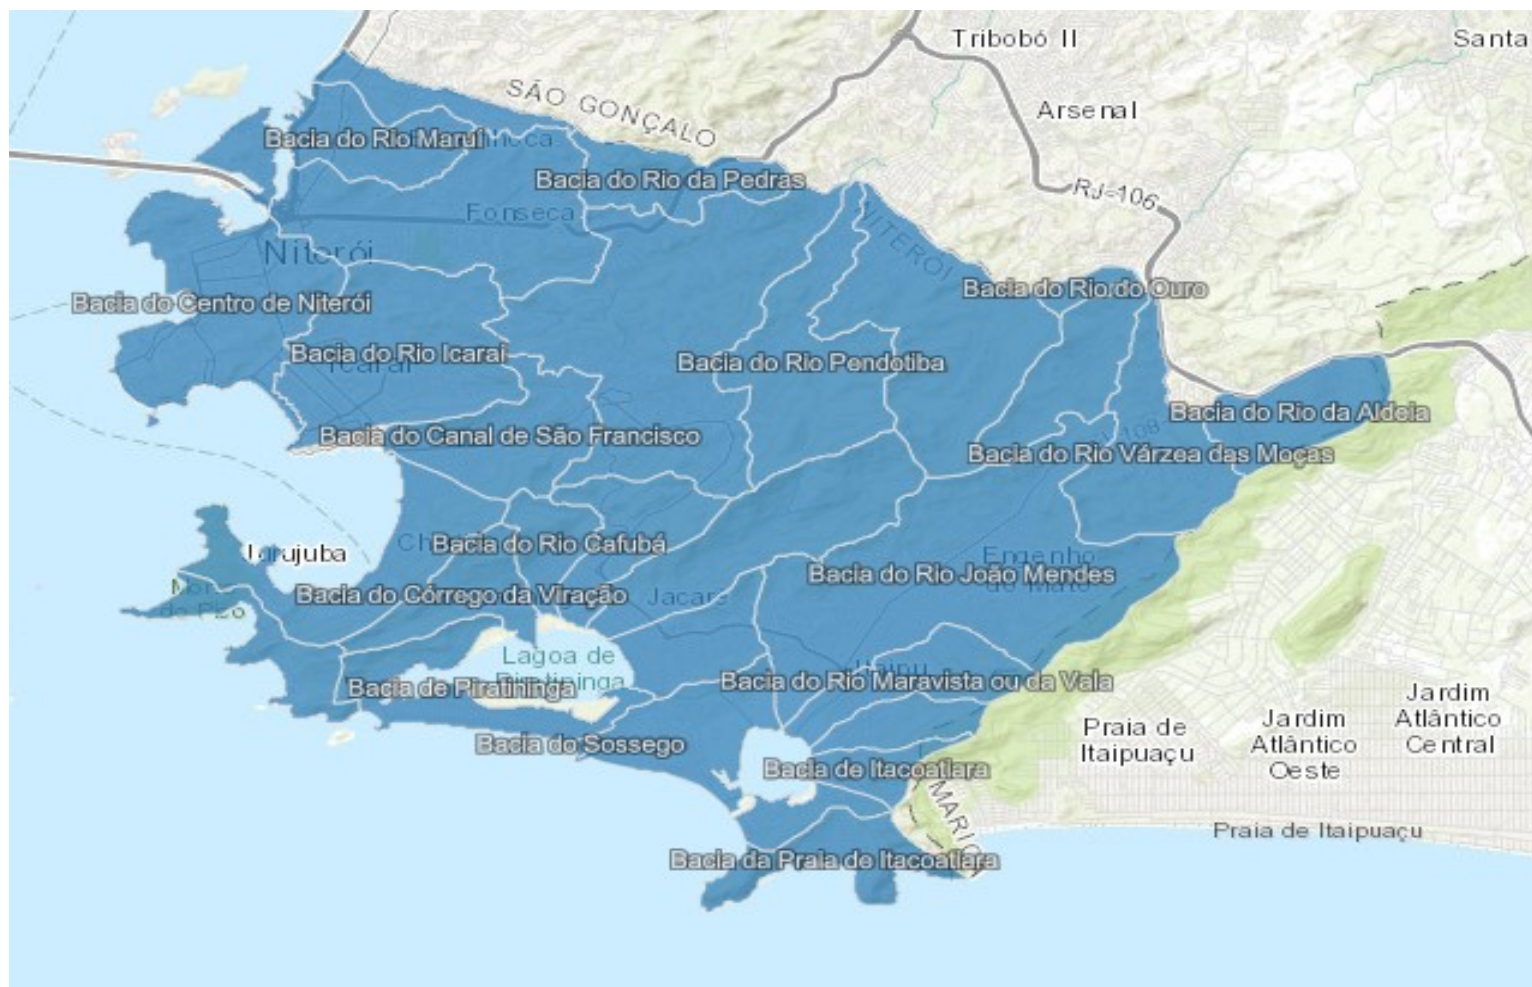 Tribobó II
Santa
SÃO GONÇALO
Arsenal
Bacia do Rio Maruí
Bacia do Rio da Pedras
RJ-106
Fonseca
NITERÓI
Niterói
Bacia do Rio do Ouro
Bacia do Centro de Niterói
Bacia do Rio Icaraí
Icaraí
Bacia do Rio Pendotiba
Bacia do Rio da Aldeia
Bacia do Canal de São Francisco
Bacia do Rio Várzea das Moças
Bacia do Rio Cafubá
Jurujuba
Engenho
do Mato
Bacia do Rio João Mendes
Bacia do Córrego da Viração
Jacaré
Lagoa de
Piratininga
Itaipu
Bacia do Rio Maravista ou da Vala
Bacia de Piratininga
Jardim
Atlântico
Central
Jardim
Atlântico
Oeste
Praia de
Itaipuaçu
Bacia do Sossego
Bacia de Itacoatiara
MARIC
Praia de Itaipuaçu
Bacia da Praia de Itacoatiara